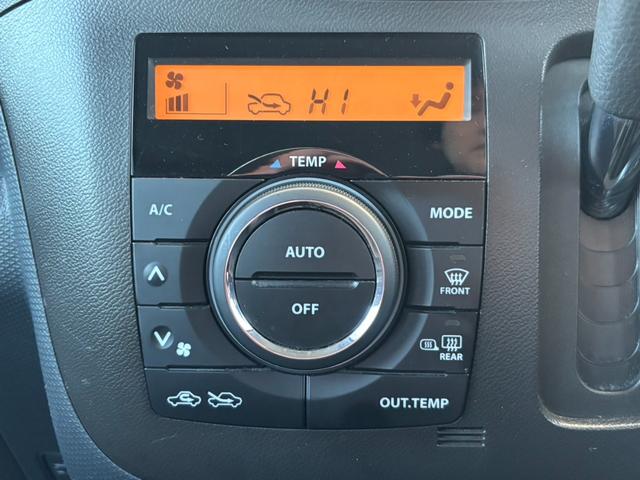 HI
TEMP
A/C
MODE
AUTO
OFF
FRONT
REAR
OUT.TEMP